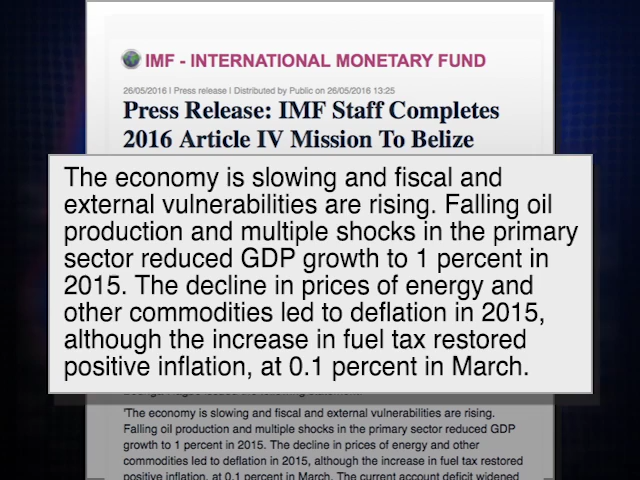 IMF - INTERNATIONAL MONETARY FUND
26/05/2016 | Press release | Distributed by Public on 26/05/2016 13:25
Press Release: IMF Staff Completes
2016 Article IV Mission To Belize
The economy is slowing and fiscal and
external vulnerabilities are rising. Falling oil
production and multiple shocks in the primary
sector reduced GDP growth to 1 percent in
2015. The decline in prices of energy and
other commodities led to deflation in 2015,
although the increase in fuel tax restored
positive inflation, at 0.1 percent in March.
'The economy is slowing and fiscal and external vulnerabilities are rising.
Falling oil production and multiple shocks in the primary sector reduced GDP
growth to 1 percent in 2015. The decline in prices of energy and other
commodities led to deflation in 2015, although the increase in fuel tax restored
positive inflation, at 0.1 percent in March. The current account deficit widened